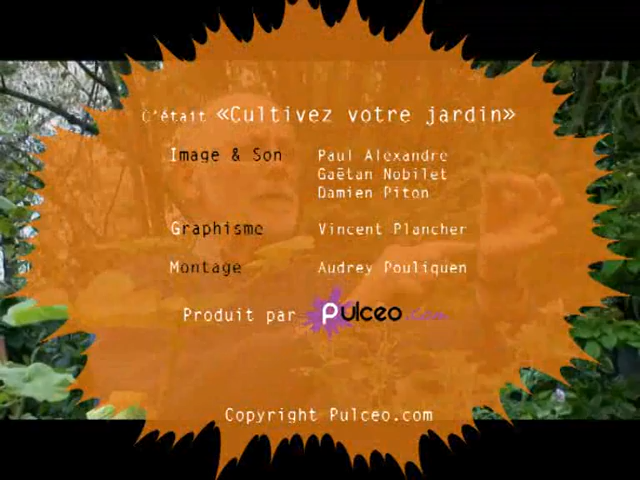 C'était «Cultivez votre jardin»
Image & Son Paul Alexandre
Gaëtan Nobilet
Damien Piton
Graphisme Vincent Plancher
Montage Audrey Pouliquen
Produit par Pulceo.com
Copyright Pulceo.com